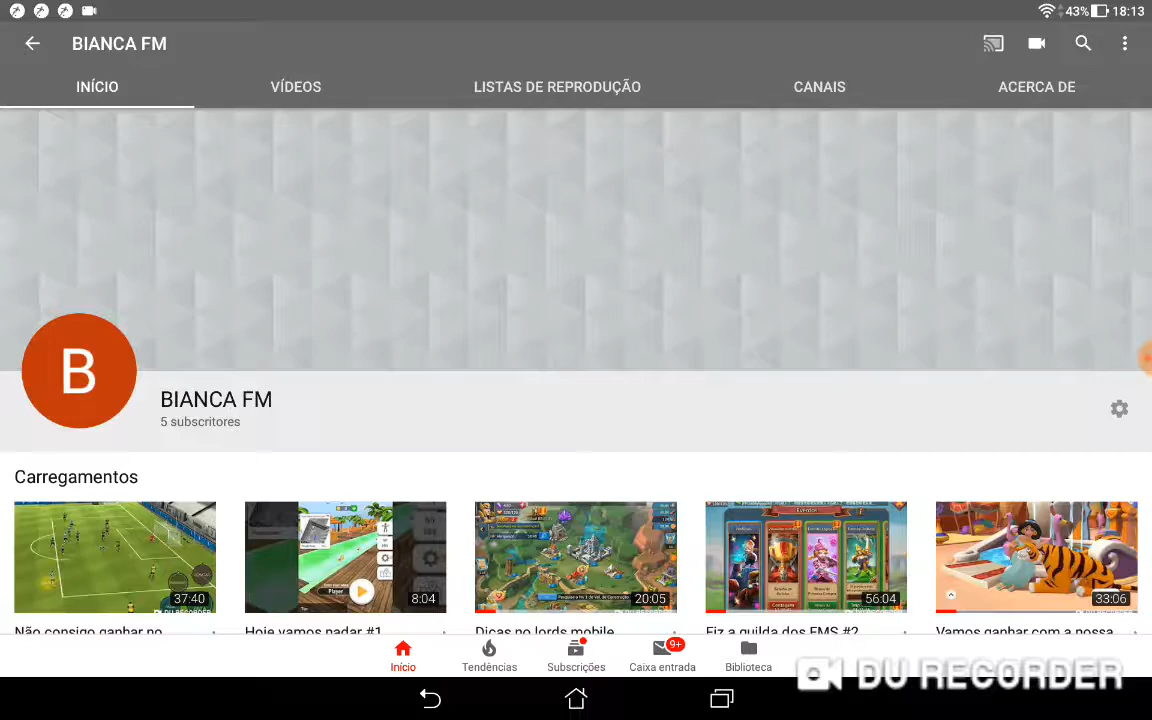 43% 18:13
BIANCA FM
INÍCIO VÍDEOS LISTAS DE REPRODUÇÃO CANAIS ACERCA DE
B
BIANCA FM
5 subscritores
Carregamentos
37:40 8:04 20:05 56:04 33:06
Não consigo ganhar no Hoje vamos nadar #1 Dicas no lords mobile Fiz a guilda dos FMS #2 Vamos ganhar com a nossa
9+
Início Tendências Subscrições Caixa entrada Biblioteca
DU RECORDER